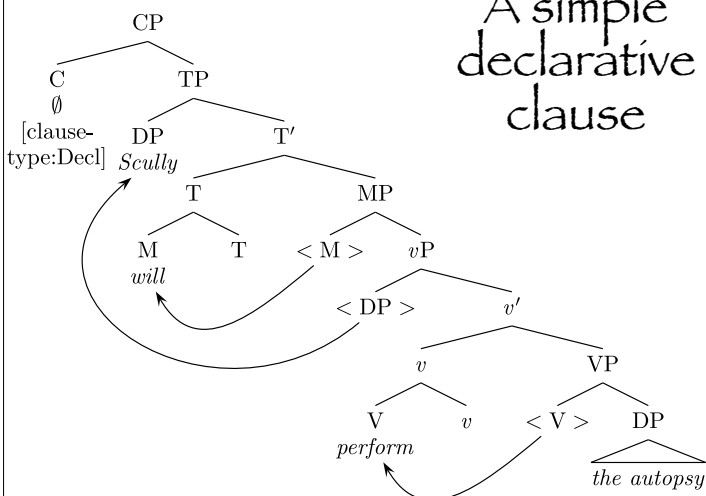 A simple
declarative
clause
CP
C TP
∅
[clause-
type:Decl]
DP T′
Scully
T MP
M T < M > vP
will
< DP > v′
v VP
V v < V > DP
perform
the autopsy